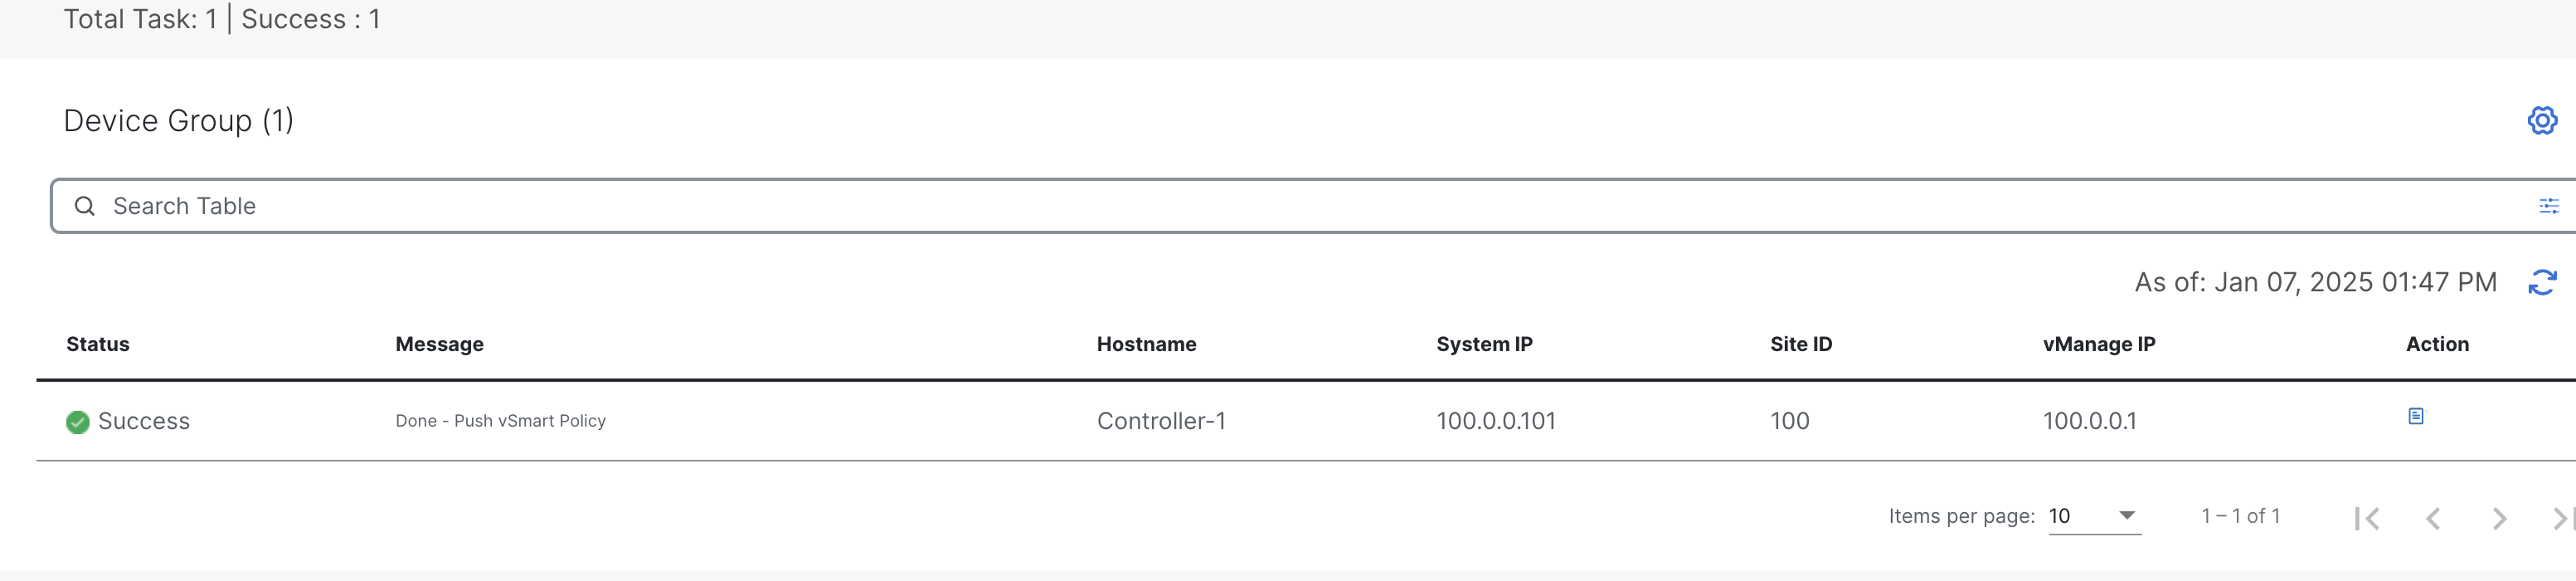 Total Task: 1 | Success : 1
Device Group (1)
Search Table
As of: Jan 07, 2025 01:47 PM
Status Message Hostname System IP Site ID vManage IP Action
Success Done - Push vSmart Policy Controller-1 100.0.0.101 100 100.0.0.1
Items per page: 10 1 – 1 of 1